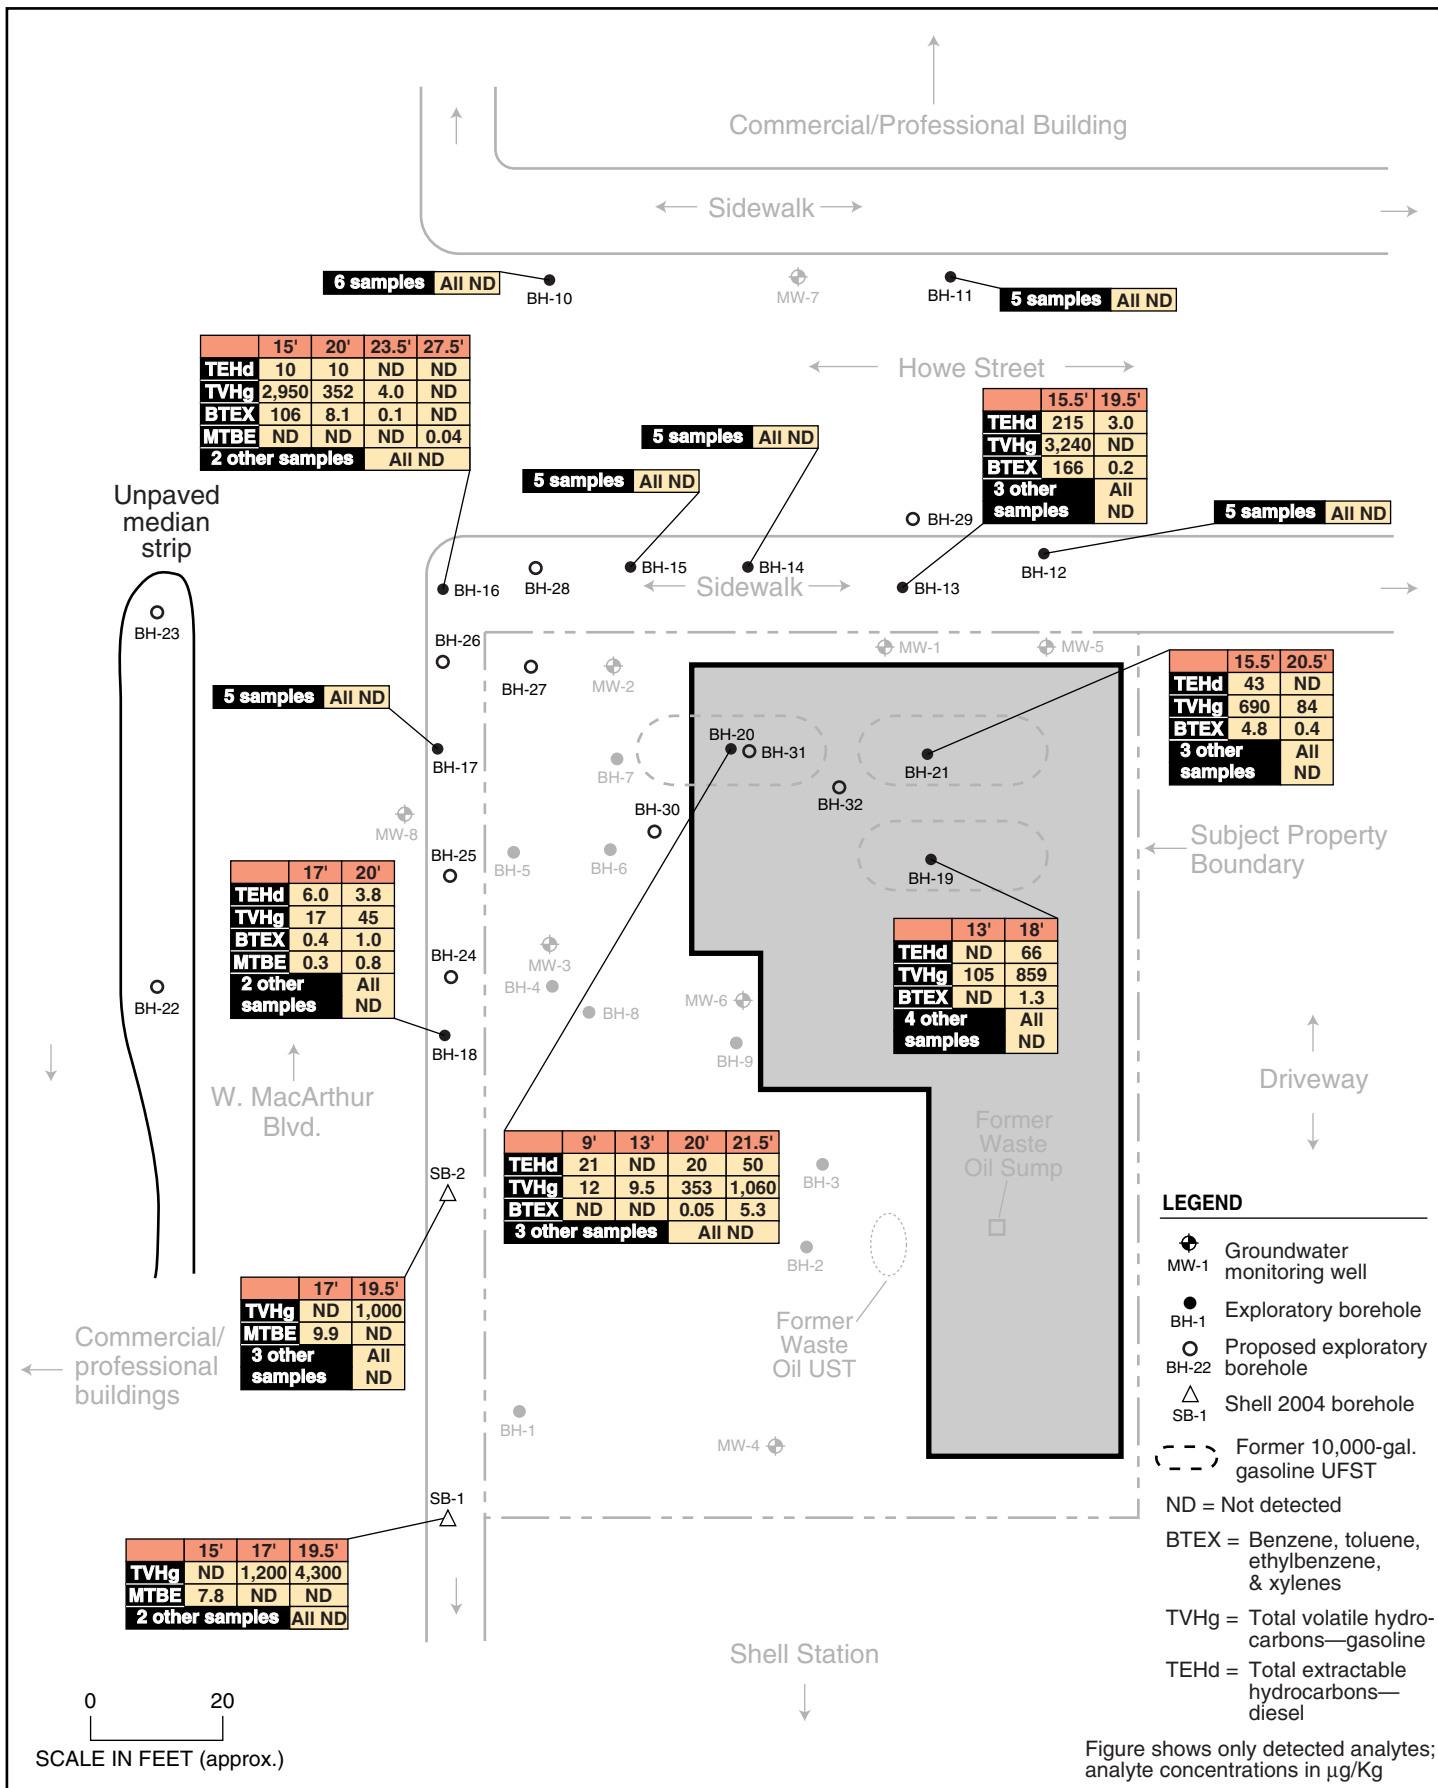 Commercial/Professional Building
Sidewalk
6 samples All ND
BH-10
MW-7
BH-11
5 samples All ND
Howe Street
15' 20' 23.5' 27.5'
TEHd 10 10 ND ND
TVHg 2,950 352 4.0 ND
BTEX 106 8.1 0.1 ND
MTBE ND ND ND 0.04
2 other samples All ND
15.5' 19.5'
TEHd 215 3.0
TVHg 3,240 ND
BTEX 166 0.2
3 other All
samples ND
5 samples All ND
5 samples All ND
5 samples All ND
Unpaved
median
strip
BH-29
BH-16
BH-28
BH-15
BH-14
Sidewalk
BH-13
BH-12
BH-23
BH-26
BH-27
MW-2
MW-1
MW-5
15.5' 20.5'
TEHd 43 ND
TVHg 690 84
BTEX 4.8 0.4
3 other All
samples ND
5 samples All ND
BH-17
BH-7
BH-20
BH-31
BH-21
BH-32
BH-30
MW-8
BH-25
BH-5
BH-6
BH-19
Subject Property
Boundary
17' 20'
TEHd 6.0 3.8
TVHg 17 45
BTEX 0.4 1.0
MTBE 0.3 0.8
2 other All
samples ND
13' 18'
TEHd ND 66
TVHg 105 859
BTEX ND 1.3
4 other All
samples ND
BH-24
MW-3
BH-4
BH-8
MW-6
BH-9
BH-22
BH-18
W. MacArthur
Blvd.
Driveway
9' 13' 20' 21.5'
TEHd 21 ND 20 50
TVHg 12 9.5 353 1,060
BTEX ND ND 0.05 5.3
3 other samples All ND
Former
Waste
Oil Sump
SB-2
BH-3
BH-2
Former
Waste
Oil UST
17' 19.5'
TVHg ND 1,000
MTBE 9.9 ND
3 other All
samples ND
Commercial/
professional
buildings
BH-1
MW-4
SB-1
15' 17' 19.5'
TVHg ND 1,200 4,300
MTBE 7.8 ND ND
2 other samples All ND
Shell Station
0 20
SCALE IN FEET (approx.)
LEGEND
MW-1 Groundwater
monitoring well
BH-1 Exploratory borehole
BH-22 Proposed exploratory
borehole
SB-1 Shell 2004 borehole
Former 10,000-gal.
gasoline UFST
ND = Not detected
BTEX = Benzene, toluene,
ethylbenzene,
& xylenes
TVHg = Total volatile hydro-
carbons—gasoline
TEHd = Total extractable
hydrocarbons—
diesel
Figure shows only detected analytes;
analyte concentrations in µg/Kg